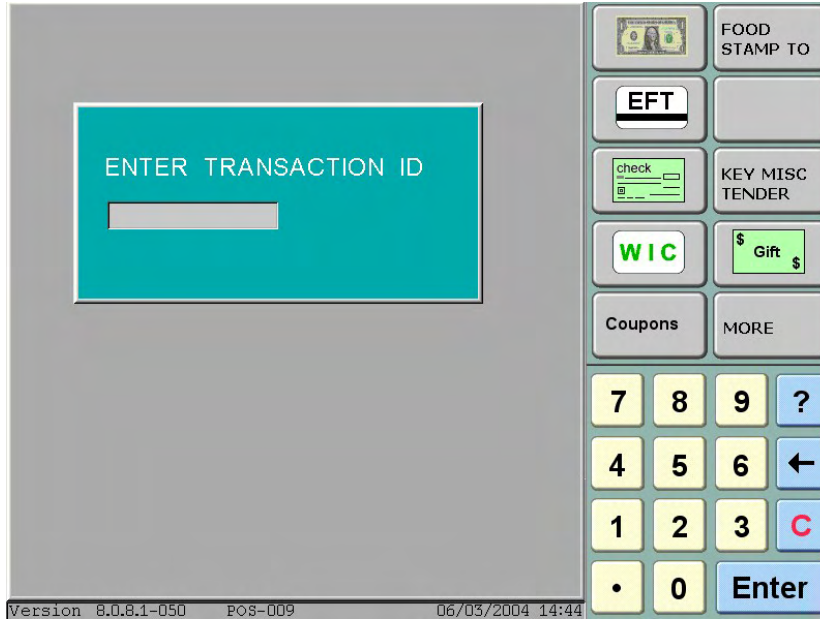 FOOD
STAMP TO
EFT
ENTER TRANSACTION ID
check
KEY MISC
TENDER
WIC
$ Gift $
Coupons
MORE
7 8 9 ?
4 5 6 ←
1 2 3 C
• 0 Enter
Version 8.0.8.1-050 POS-009 06/03/2004 14:44